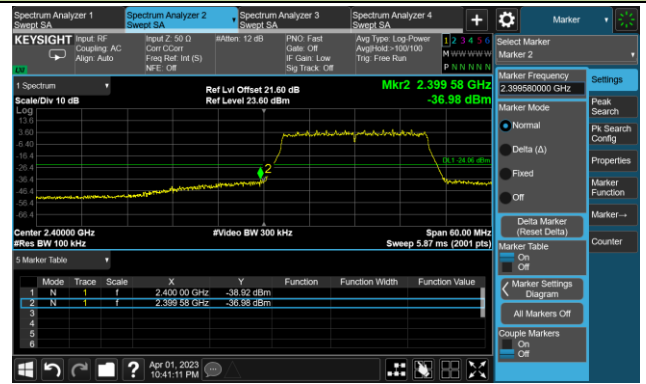 Spectrum Analyzer 1
Swept SA
Spectrum Analyzer 2
Swept SA
Spectrum Analyzer 3
Swept SA
Spectrum Analyzer 4
Swept SA
+
Marker
KEYSIGHT
Input: RF
Coupling: AC
Align: Auto
Input Z: 50 Ω
Corr CCorr
Freq Ref: Int (S)
NFE: Off
#Atten: 12 dB
PNO: Fast
Gate: Off
IF Gain: Low
Sig Track: Off
Avg Type: Log-Power
Avg|Hold:>100/100
Trig: Free Run
1 2 3 4 5 6
M W W W W W
P N N N N N
Select Marker
Marker 2
1 Spectrum
Scale/Div 10 dB
Log
Ref Lvl Offset 21.60 dB
Ref Level 23.60 dBm
Mkr2 2.399 58 GHz
-36.98 dBm
13.6
3.60
-6.40
-16.4
-26.4
-36.4
-46.4
-56.4
-66.4
DL1 -24.06 dBm
2
Center 2.40000 GHz
#Res BW 100 kHz
#Video BW 300 kHz
Span 60.00 MHz
Sweep 5.87 ms (2001 pts)
5 Marker Table
Mode Trace Scale X Y Function Function Width Function Value
1 N 1 f 2.400 00 GHz -38.92 dBm
2 N 1 f 2.399 58 GHz -36.98 dBm
3
4
5
6
Marker Frequency
2.399580000 GHz
Marker Mode
Normal
Delta (Δ)
Fixed
Off
Delta Marker
(Reset Delta)
Marker Table
On
Off
Marker Settings
Diagram
All Markers Off
Couple Markers
On
Off
Settings
Peak
Search
Pk Search
Config
Properties
Marker
Function
Marker→
Counter
?
Apr 01, 2023
10:41:11 PM